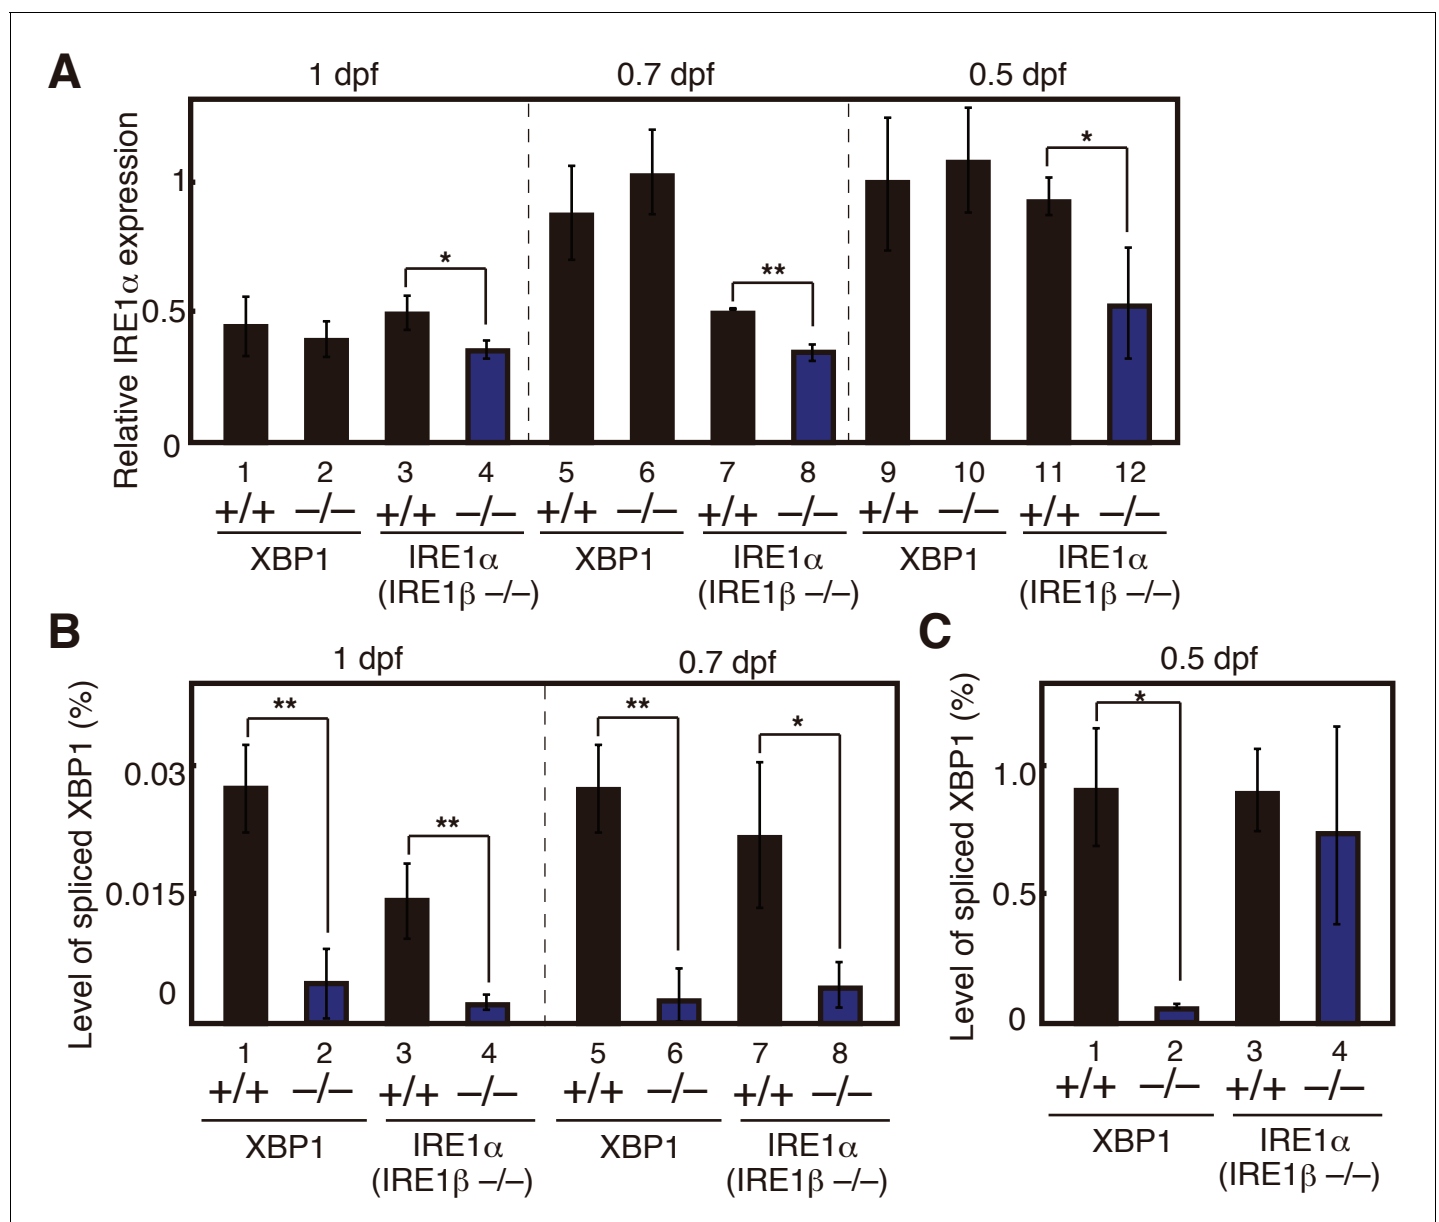 A
1 dpf 0.7 dpf 0.5 dpf
Relative IRE1α expression
1
0.5
0
* ** *
1 2 3 4 5 6 7 8 9 10 11 12
+/+ –/– +/+ –/– +/+ –/– +/+ –/– +/+ –/– +/+ –/–
XBP1 IRE1α XBP1 IRE1α XBP1 IRE1α
(IRE1β –/–) (IRE1β –/–) (IRE1β –/–)
B
1 dpf 0.7 dpf
Level of spliced XBP1 (%)
0.03
0.015
0
** ** ** *
1 2 3 4 5 6 7 8
+/+ –/– +/+ –/– +/+ –/– +/+ –/–
XBP1 IRE1α XBP1 IRE1α
(IRE1β –/–) (IRE1β –/–)
C
0.5 dpf
Level of spliced XBP1 (%)
1.0
0.5
0
*
1 2 3 4
+/+ –/– +/+ –/–
XBP1 IRE1α
(IRE1β –/–)